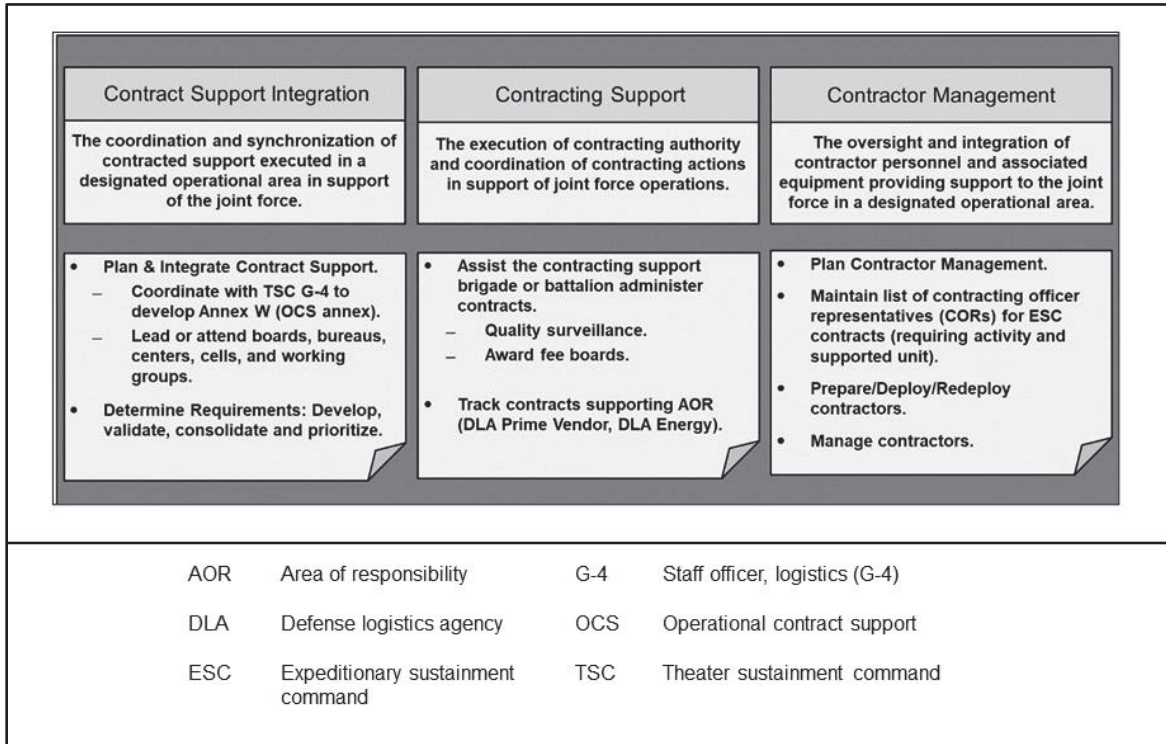 Contract Support Integration
The coordination and synchronization of
contracted support executed in a
designated operational area in support
of the joint force.
• Plan & Integrate Contract Support.
– Coordinate with TSC G-4 to
develop Annex W (OCS annex).
– Lead or attend boards, bureaus,
centers, cells, and working
groups.
• Determine Requirements: Develop,
validate, consolidate and prioritize.
Contracting Support
The execution of contracting authority
and coordination of contracting actions
in support of joint force operations.
• Assist the contracting support
brigade or battalion administer
contracts.
– Quality surveillance.
– Award fee boards.
• Track contracts supporting AOR
(DLA Prime Vendor, DLA Energy).
Contractor Management
The oversight and integration of
contractor personnel and associated
equipment providing support to the joint
force in a designated operational area.
• Plan Contractor Management.
• Maintain list of contracting officer
representatives (CORs) for ESC
contracts (requiring activity and
supported unit).
• Prepare/Deploy/Redeploy
contractors.
• Manage contractors.
AOR Area of responsibility
DLA Defense logistics agency
ESC Expeditionary sustainment
command
G-4 Staff officer, logistics (G-4)
OCS Operational contract support
TSC Theater sustainment command